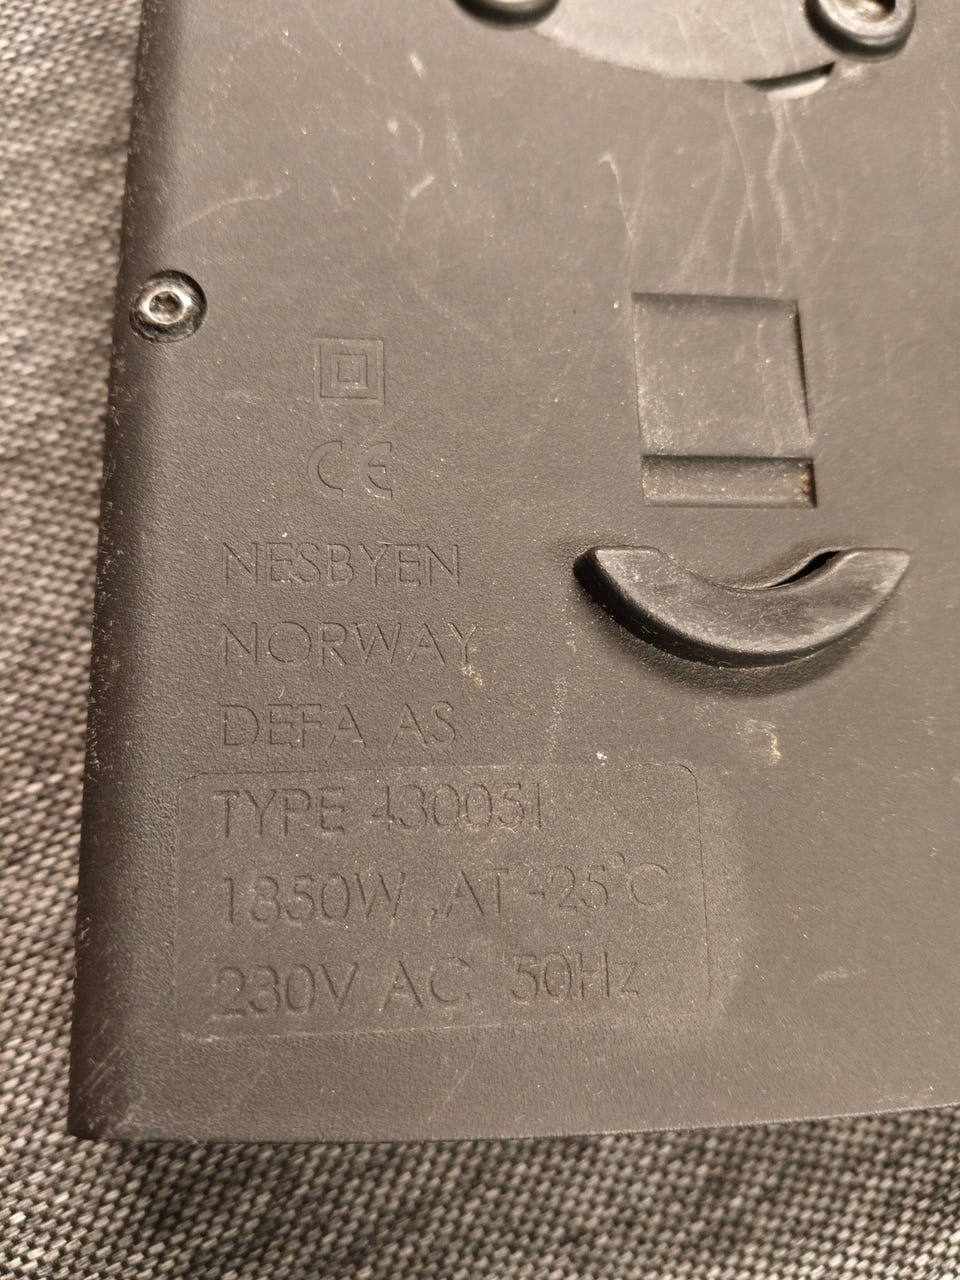 CE
NESBYEN
NORWAY
DEFA AS
TYPE 430051
1350W ,AT -25°C
230V AC 50Hz